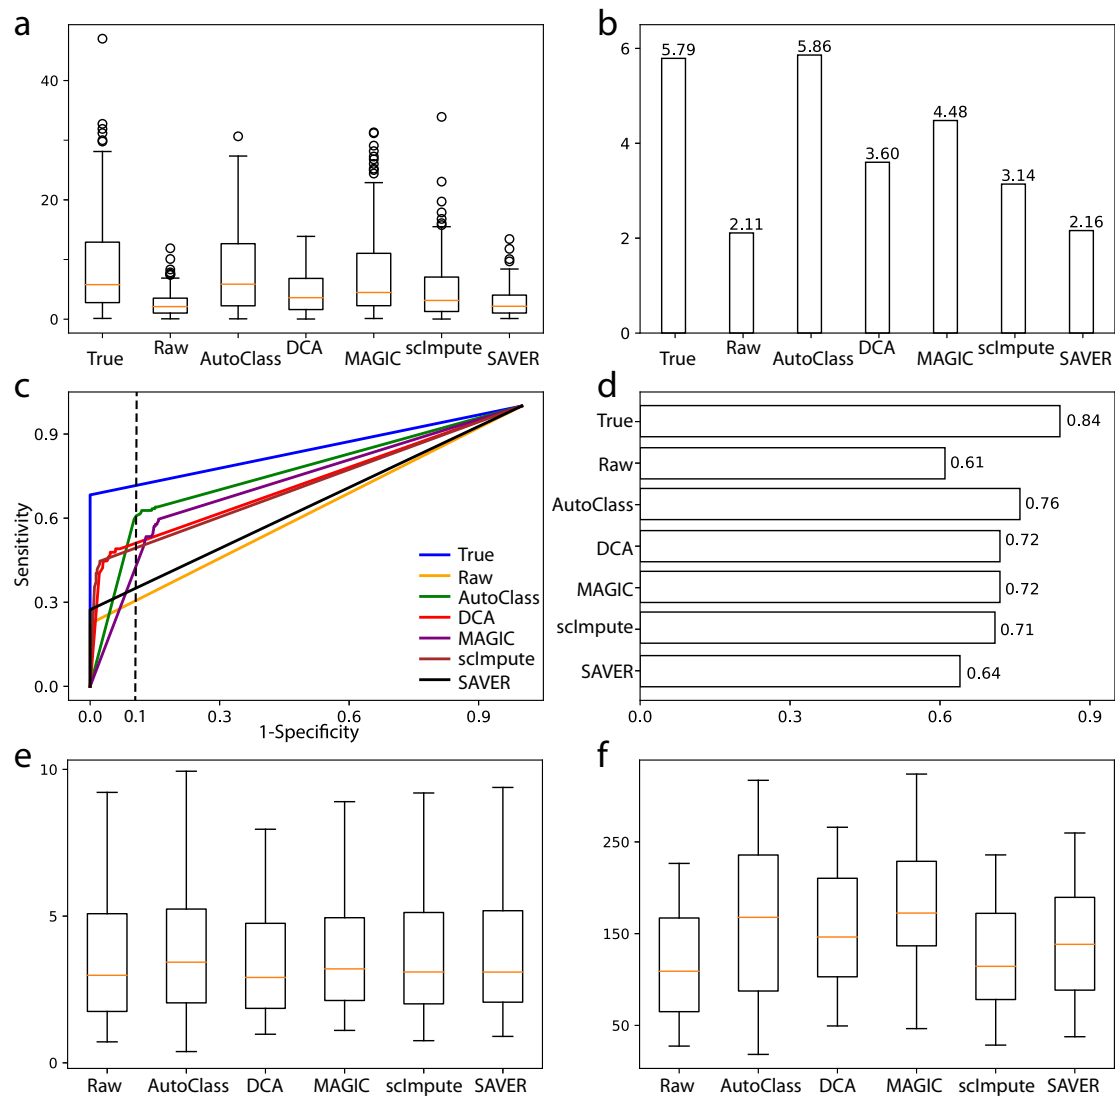 a
40
20
0
True
Raw
AutoClass
DCA
MAGIC
scImpute
SAVER
b
6
4
2
0
5.79
2.11
5.86
3.60
4.48
3.14
2.16
True
Raw
AutoClass
DCA
MAGIC
scImpute
SAVER
c
Sensitivity
0.9
0.6
0.3
0.0
True
Raw
AutoClass
DCA
MAGIC
scImpute
SAVER
0.0
0.1
0.3
0.6
0.9
1-Specificity
d
True
0.84
Raw
0.61
AutoClass
0.76
DCA
0.72
MAGIC
0.72
scImpute
0.71
SAVER
0.64
0.0
0.3
0.6
0.9
e
10
5
0
Raw
AutoClass
DCA
MAGIC
scImpute
SAVER
f
250
150
50
Raw
AutoClass
DCA
MAGIC
scImpute
SAVER